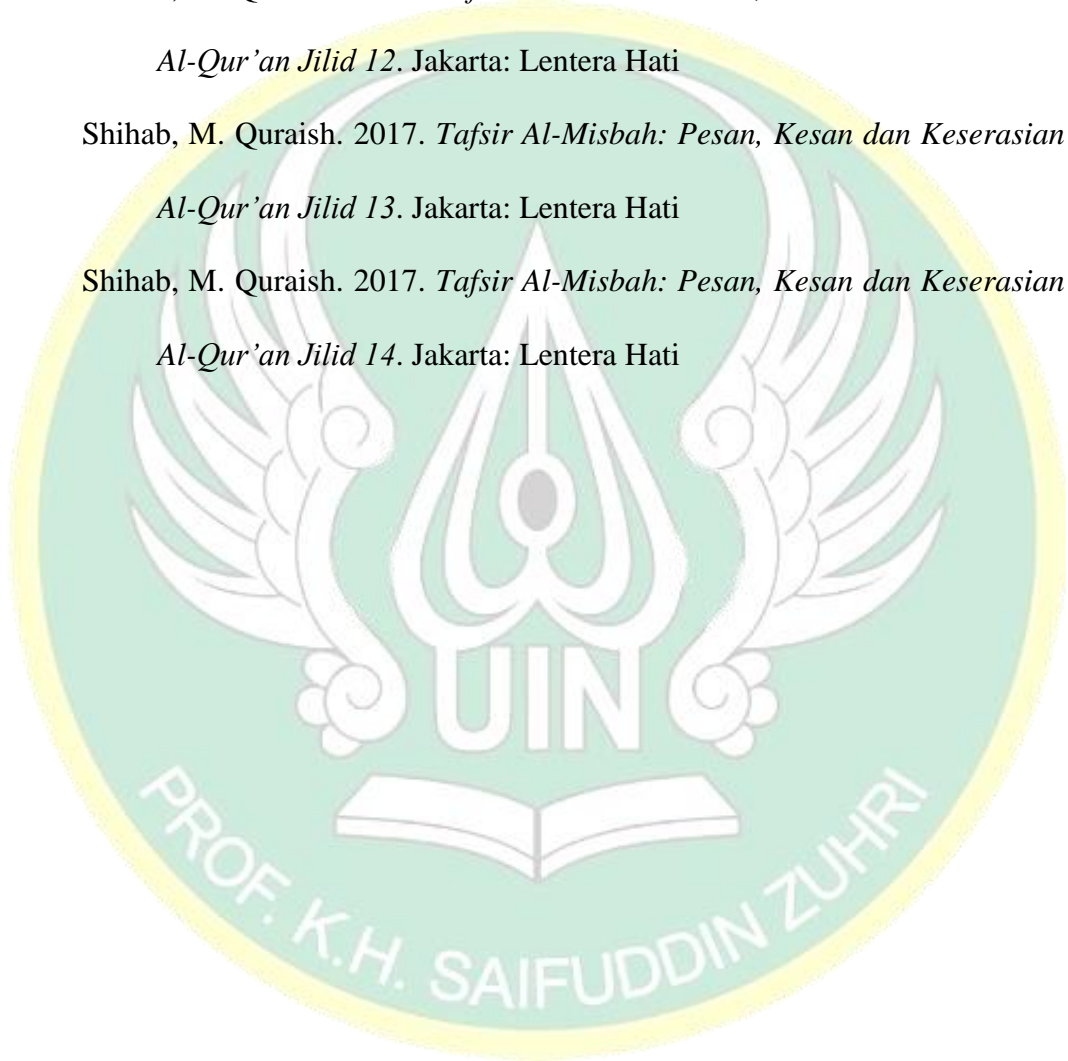 Al-Qur’an Jilid 12. Jakarta: Lentera Hati
Shihab, M. Quraish. 2017. Tafsir Al-Misbah: Pesan, Kesan dan Keserasian
Al-Qur’an Jilid 13. Jakarta: Lentera Hati
Shihab, M. Quraish. 2017. Tafsir Al-Misbah: Pesan, Kesan dan Keserasian
Al-Qur’an Jilid 14. Jakarta: Lentera Hati
UIN
PROF. K.H. SAIFUDDIN ZUHRI